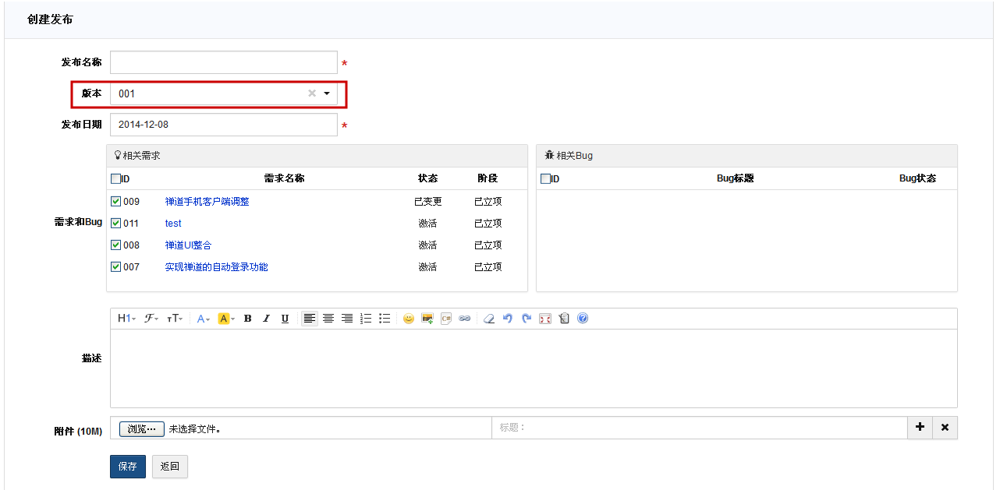 创建发布
发布名称 *
版本 001
发布日期 2014-12-08 *
需求和Bug
相关需求
ID 需求名称 状态 阶段
009 禅道手机客户端调整 已变更 已立项
011 test 激活 已立项
008 禅道UI整合 激活 已立项
007 实现禅道的自动登录功能 激活 已立项
相关Bug
ID Bug标题 Bug状态
H1 F TT A A B I U C#
描述
附件 (10M) 浏览… 未选择文件。 标题：
保存 返回